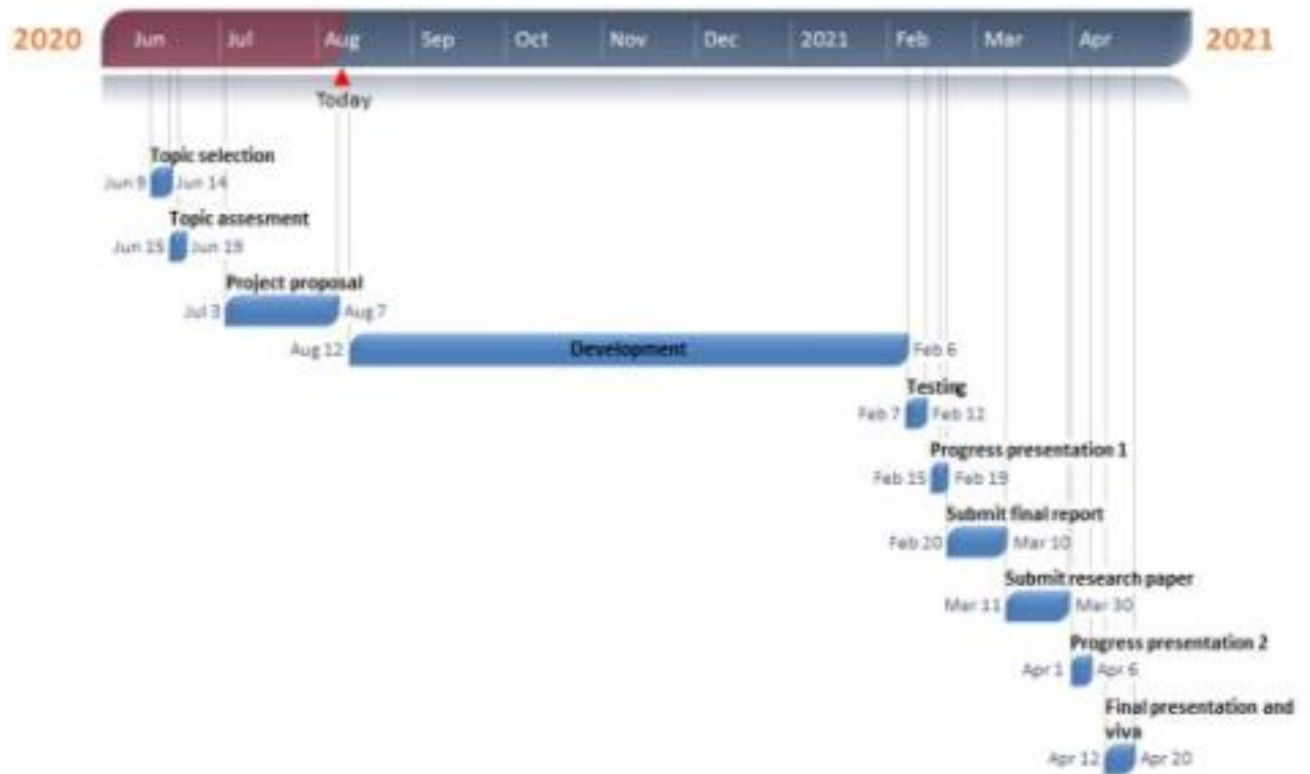 2020 Jun Jul Aug Sep Oct Nov Dec 2021 Feb Mar Apr 2021
Today
Topic selection
Jun 9 Jun 14
Topic assesment
Jun 15 Jun 19
Project proposal
Jul 3 Aug 7
Aug 12 Development Feb 6
Testing
Feb 7 Feb 12
Progress presentation 1
Feb 15 Feb 19
Submit final report
Feb 20 Mar 10
Submit research paper
Mar 11 Mar 30
Progress presentation 2
Apr 1 Apr 6
Final presentation and
viva
Apr 12 Apr 20